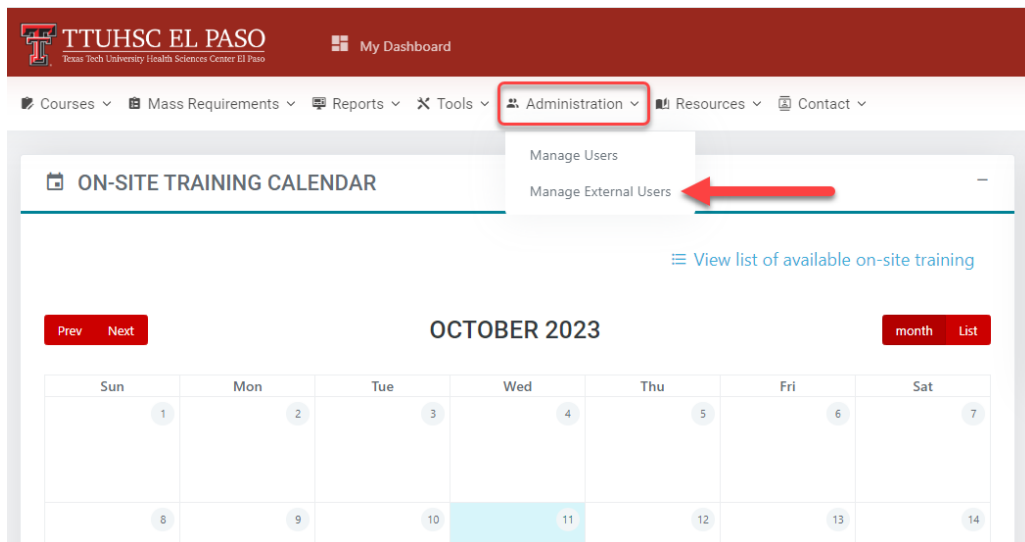 TTUHSC EL PASO
Texas Tech University Health Sciences Center El Paso
My Dashboard
Courses Mass Requirements Reports Tools Administration Resources Contact
Manage Users
Manage External Users
ON-SITE TRAINING CALENDAR
View list of available on-site training
Prev Next OCTOBER 2023 month List
Sun Mon Tue Wed Thu Fri Sat
1 2 3 4 5 6 7
8 9 10 11 12 13 14